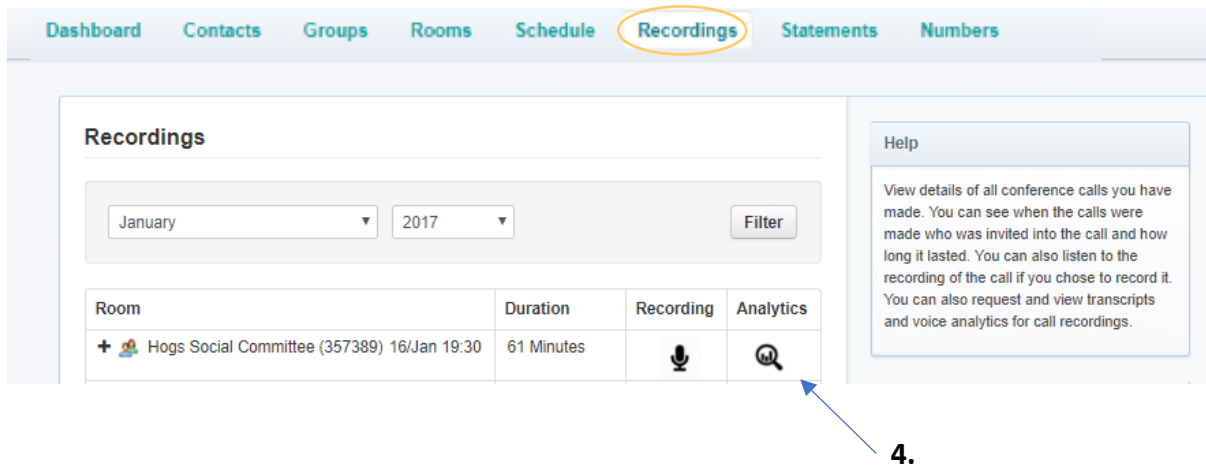 Dashboard Contacts Groups Rooms Schedule Recordings Statements Numbers
Recordings
January 2017 Filter
Room Duration Recording Analytics
Hogs Social Committee (357389) 16/Jan 19:30 61 Minutes
Help
View details of all conference calls you have
made. You can see when the calls were
made who was invited into the call and how
long it lasted. You can also listen to the
recording of the call if you chose to record it.
You can also request and view transcripts
and voice analytics for call recordings.
4.